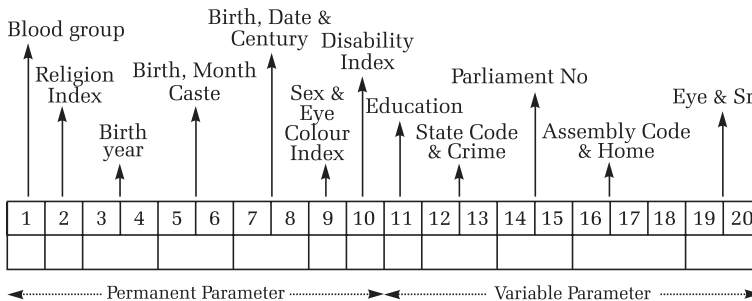 Blood group
Religion
Index
Birth
year
Birth, Month
Caste
Birth, Date &
Century
Sex &
Eye
Colour
Index
Disability
Index
Education
State Code
& Crime
Parliament No
Assembly Code
& Home
Eye &
1 2 3 4 5 6 7 8 9 10 11 12 13 14 15 16 17 18 19 20
Permanent Parameter
Variable Parameter